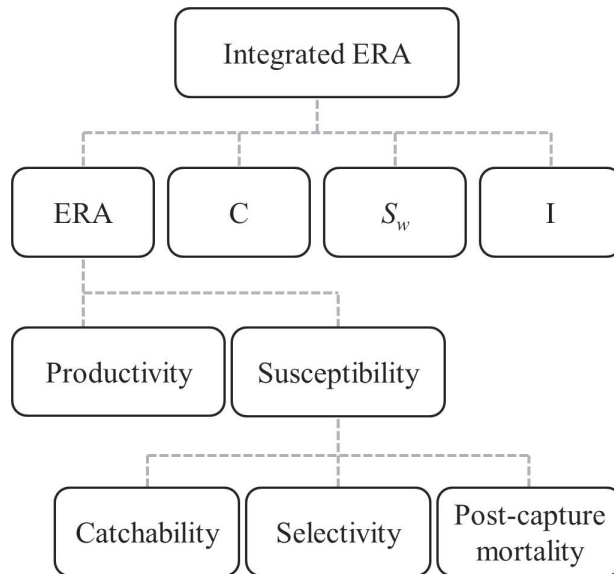 Integrated ERA
ERA
C
S_w
I
Productivity
Susceptibility
Catchability
Selectivity
Post-capture
mortality